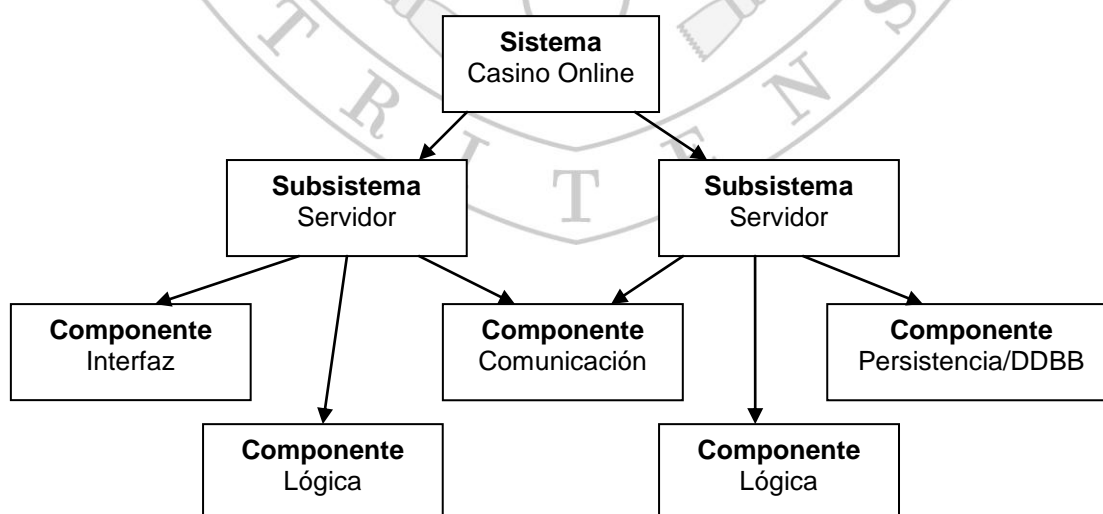 Sistema
Casino Online
Subsistema
Servidor
Subsistema
Servidor
Componente
Interfaz
Componente
Comunicación
Componente
Persistencia/DDBB
Componente
Lógica
Componente
Lógica
T R I T E N S
T